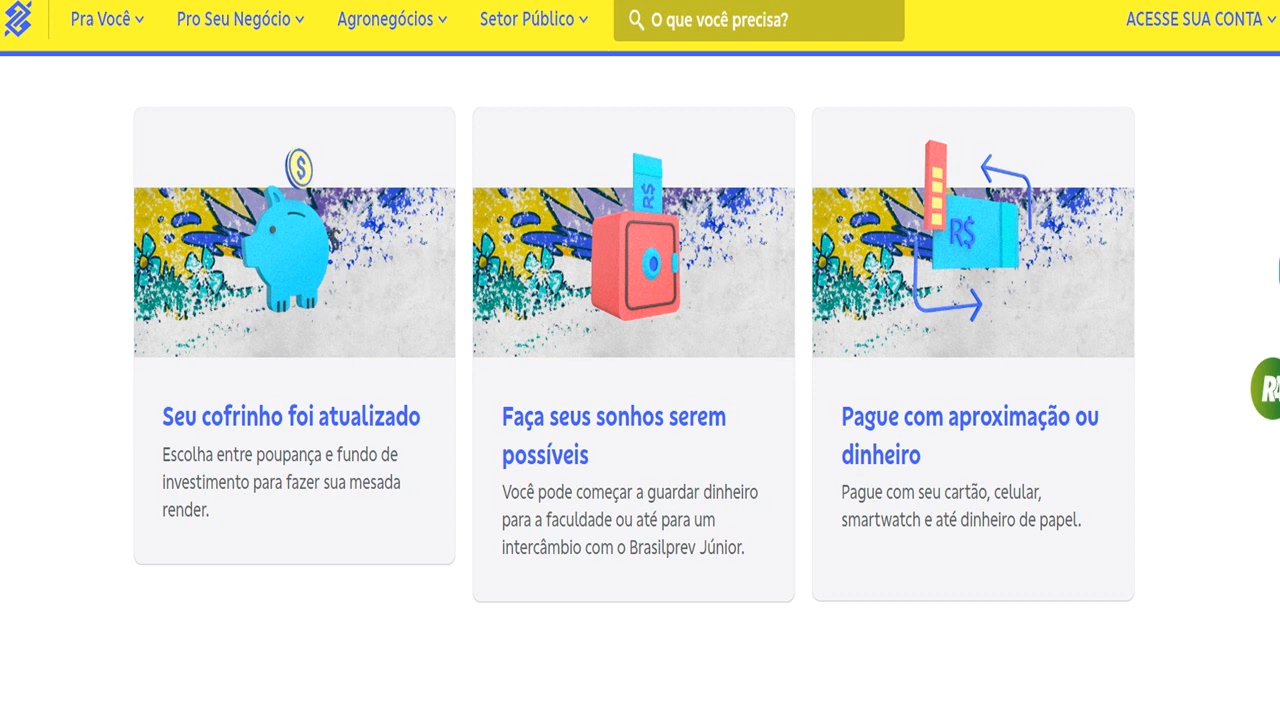 Pra Você
Pro Seu Negócio
Agronegócios
Setor Público
O que você precisa?
ACESSE SUA CONTA
$
R$
R$
Seu cofrinho foi atualizado
Escolha entre poupança e fundo de
investimento para fazer sua mesada
render.
Faça seus sonhos serem
possíveis
Você pode começar a guardar dinheiro
para a faculdade ou até para um
intercâmbio com o Brasilprev Júnior.
Pague com aproximação ou
dinheiro
Pague com seu cartão, celular,
smartwatch e até dinheiro de papel.